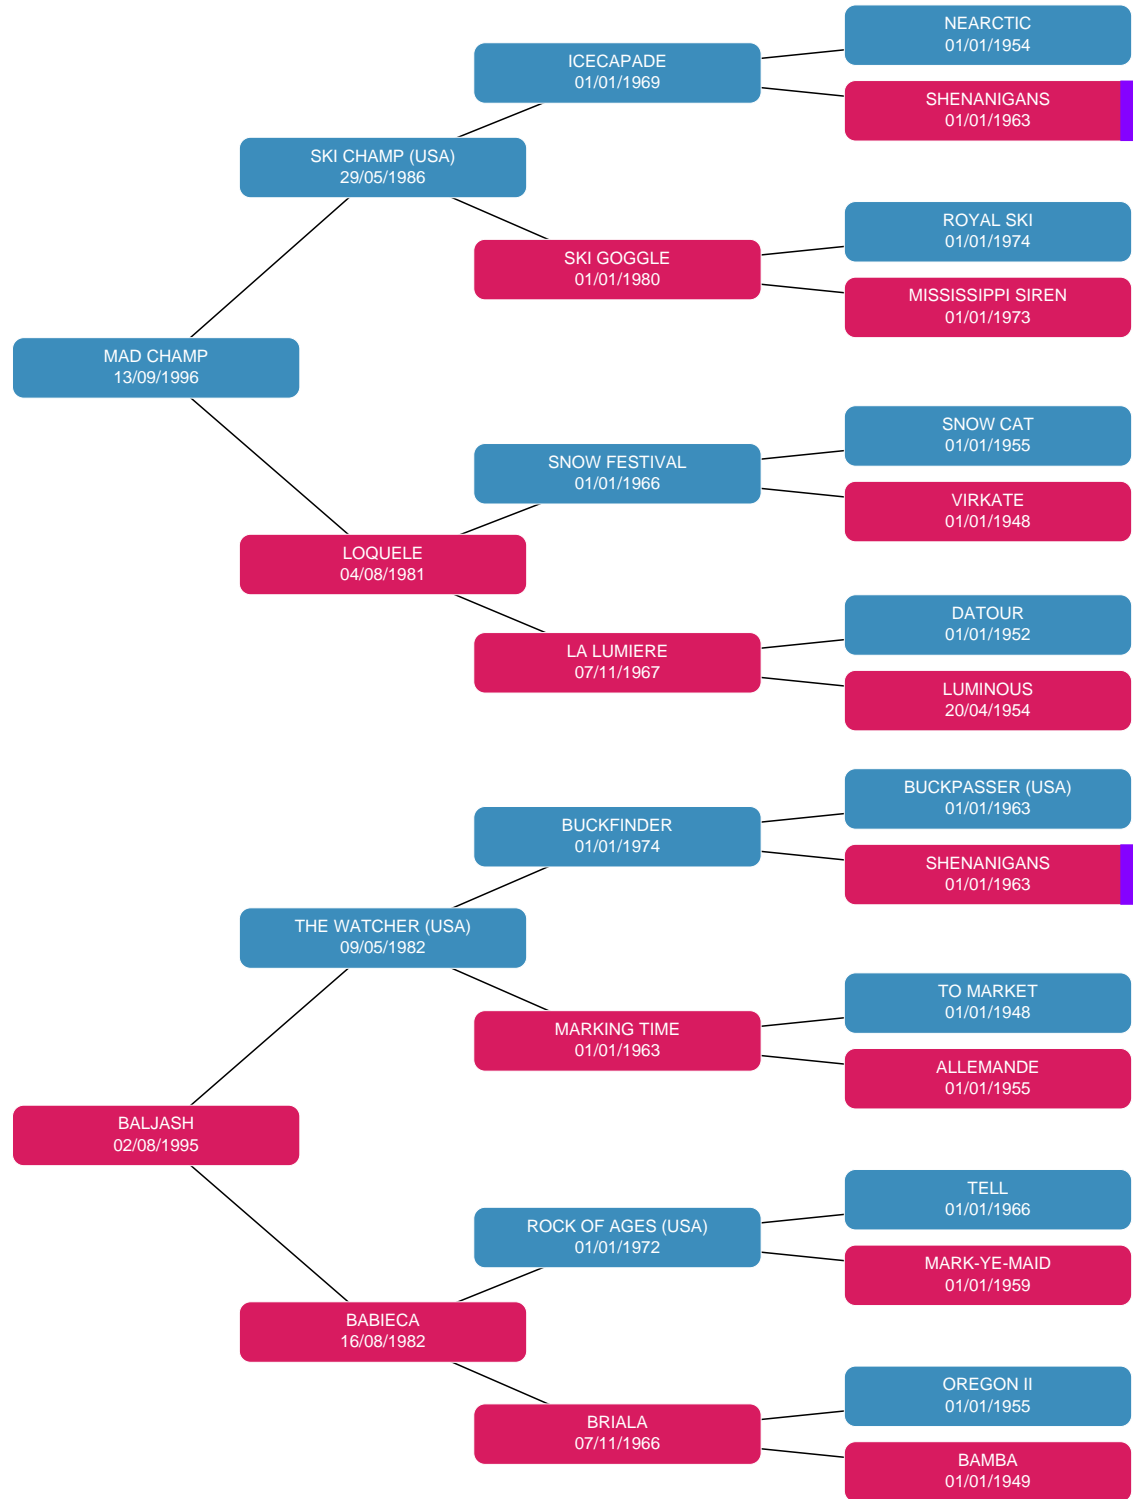 NEARCTIC
01/01/1954
ICECAPADE
01/01/1969
SHENANIGANS
01/01/1963
SKI CHAMP (USA)
29/05/1986
ROYAL SKI
01/01/1974
SKI GOGGLE
01/01/1980
MISSISSIPPI SIREN
01/01/1973
MAD CHAMP
13/09/1996
SNOW CAT
01/01/1955
SNOW FESTIVAL
01/01/1966
VIRKATE
01/01/1948
LOQUELE
04/08/1981
DATOUR
01/01/1952
LA LUMIERE
07/11/1967
LUMINOUS
20/04/1954
BUCKPASSER (USA)
01/01/1963
BUCKFINDER
01/01/1974
SHENANIGANS
01/01/1963
THE WATCHER (USA)
09/05/1982
TO MARKET
01/01/1948
MARKING TIME
01/01/1963
ALLEMANDE
01/01/1955
BALJASH
02/08/1995
TELL
01/01/1966
ROCK OF AGES (USA)
01/01/1972
MARK-YE-MAID
01/01/1959
BABIECA
16/08/1982
OREGON II
01/01/1955
BRIALA
07/11/1966
BAMBA
01/01/1949